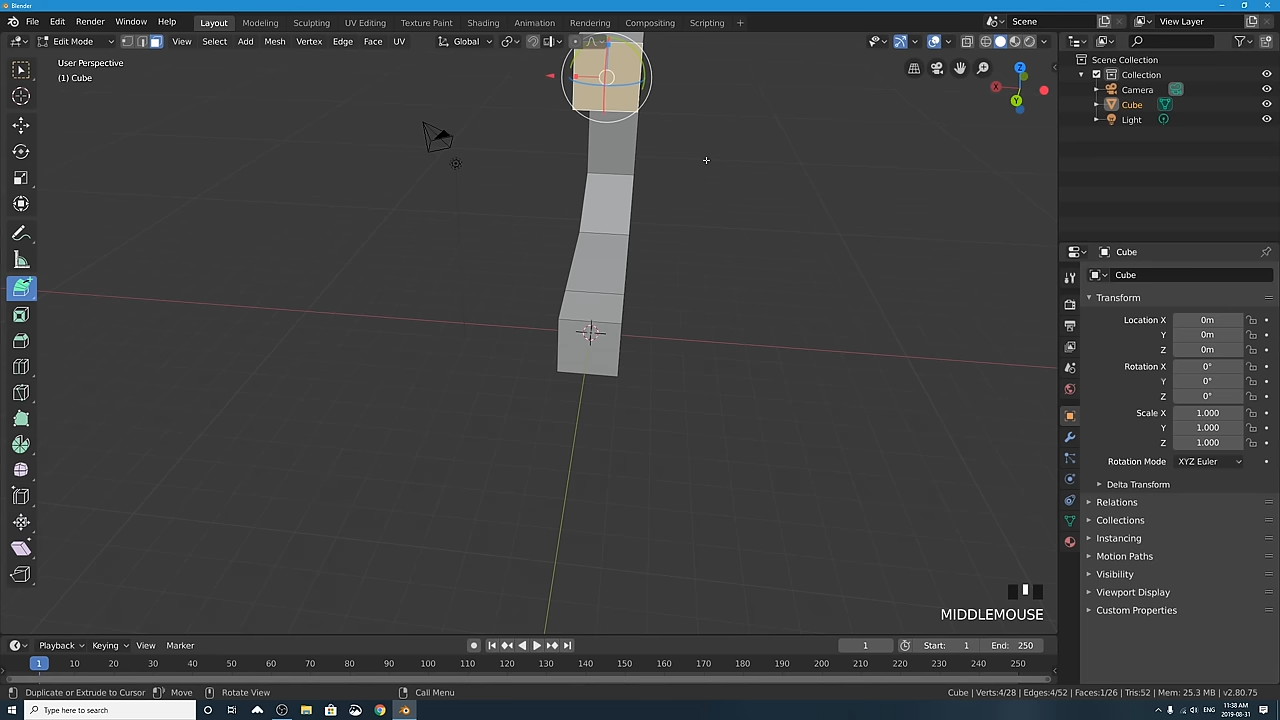 Blender
File Edit Render Window Help Layout Modeling Sculpting UV Editing Texture Paint Shading Animation Rendering Compositing Scripting + Scene View Layer
Edit Mode View Select Add Mesh Vertex Edge Face UV Global
User Perspective
(1) Cube
Z
X
Y
Scene Collection
Collection
Camera
Cube
Light
Cube
Cube
Transform
Location X 0m
Y 0m
Z 0m
Rotation X 0°
Y 0°
Z 0°
Scale X 1.000
Y 1.000
Z 1.000
Rotation Mode XYZ Euler
Delta Transform
Relations
Collections
Instancing
Motion Paths
Visibility
Viewport Display
Custom Properties
MIDDLEMOUSE
Playback Keying View Marker 1 Start: 1 End: 250
1 10 20 30 40 50 60 70 80 90 100 110 120 130 140 150 160 170 180 190 200 210 220 230 240 250
Duplicate or Extrude to Cursor Move Rotate View Call Menu Cube | Verts:4/28 | Edges:4/52 | Faces:1/26 | Tris:52 | Mem: 25.3 MB | v2.80.75
Type here to search ENG 11:38 AM
2019-08-31